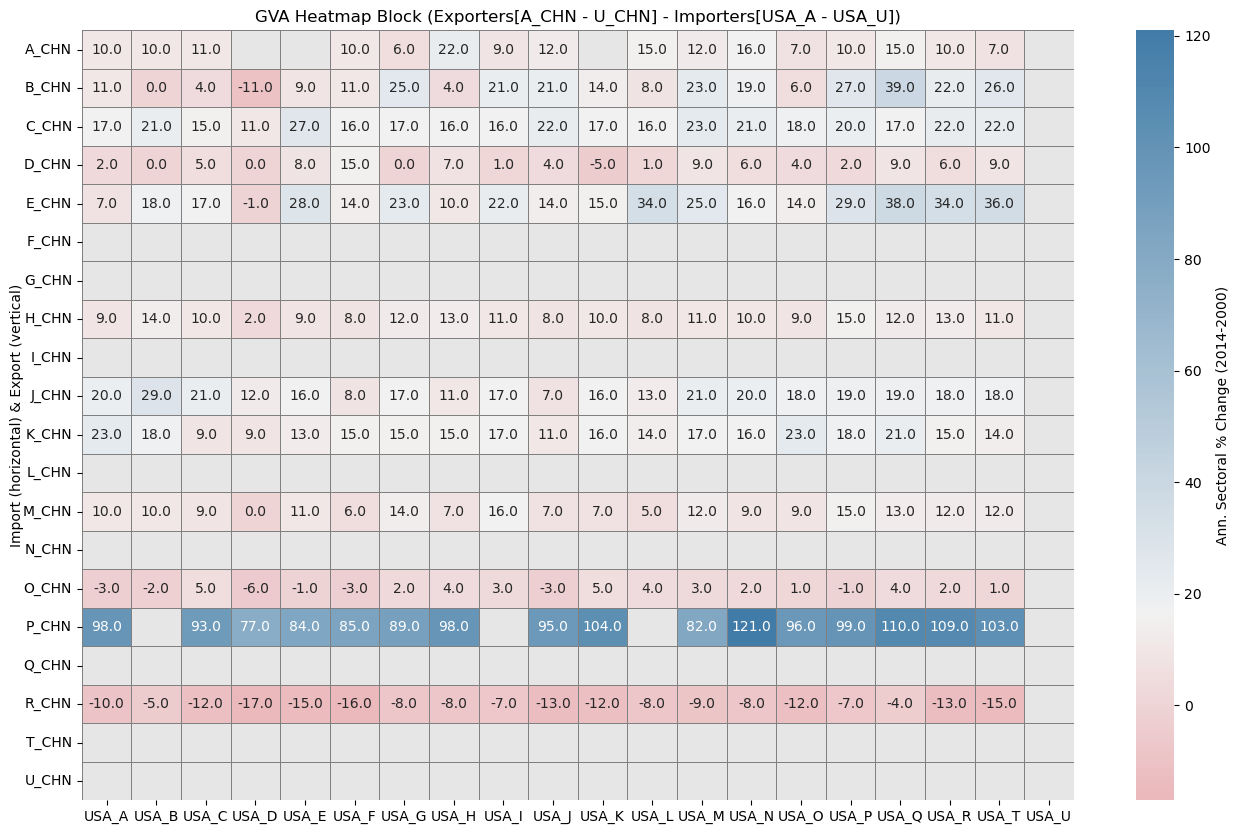 GVA Heatmap Block (Exporters[A_CHN - U_CHN] - Importers[USA_A - USA_U])
Import (horizontal) & Export (vertical)
A_CHN 10.0 10.0 11.0 10.0 6.0 22.0 9.0 12.0 15.0 12.0 16.0 7.0 10.0 15.0 10.0 7.0
B_CHN 11.0 0.0 4.0 -11.0 9.0 11.0 25.0 4.0 21.0 21.0 14.0 8.0 23.0 19.0 6.0 27.0 39.0 22.0 26.0
C_CHN 17.0 21.0 15.0 11.0 27.0 16.0 17.0 16.0 16.0 22.0 17.0 16.0 23.0 21.0 18.0 20.0 17.0 22.0 22.0
D_CHN 2.0 0.0 5.0 0.0 8.0 15.0 0.0 7.0 1.0 4.0 -5.0 1.0 9.0 6.0 4.0 2.0 9.0 6.0 9.0
E_CHN 7.0 18.0 17.0 -1.0 28.0 14.0 23.0 10.0 22.0 14.0 15.0 34.0 25.0 16.0 14.0 29.0 38.0 34.0 36.0
F_CHN
G_CHN
H_CHN 9.0 14.0 10.0 2.0 9.0 8.0 12.0 13.0 11.0 8.0 10.0 8.0 11.0 10.0 9.0 15.0 12.0 13.0 11.0
I_CHN
J_CHN 20.0 29.0 21.0 12.0 16.0 8.0 17.0 11.0 17.0 7.0 16.0 13.0 21.0 20.0 18.0 19.0 19.0 18.0 18.0
K_CHN 23.0 18.0 9.0 9.0 13.0 15.0 15.0 15.0 17.0 11.0 16.0 14.0 17.0 16.0 23.0 18.0 21.0 15.0 14.0
L_CHN
M_CHN 10.0 10.0 9.0 0.0 11.0 6.0 14.0 7.0 16.0 7.0 7.0 5.0 12.0 9.0 9.0 15.0 13.0 12.0 12.0
N_CHN
O_CHN -3.0 -2.0 5.0 -6.0 -1.0 -3.0 2.0 4.0 3.0 -3.0 5.0 4.0 3.0 2.0 1.0 -1.0 4.0 2.0 1.0
P_CHN 98.0 93.0 77.0 84.0 85.0 89.0 98.0 95.0 104.0 82.0 121.0 96.0 99.0 110.0 109.0 103.0
Q_CHN
R_CHN -10.0 -5.0 -12.0 -17.0 -15.0 -16.0 -8.0 -8.0 -7.0 -13.0 -12.0 -8.0 -9.0 -8.0 -12.0 -7.0 -4.0 -13.0 -15.0
T_CHN
U_CHN
USA_A USA_B USA_C USA_D USA_E USA_F USA_G USA_H USA_I USA_J USA_K USA_L USA_M USA_N USA_O USA_P USA_Q USA_R USA_T USA_U
120
100
80
60
40
20
0
Ann. Sectoral % Change (2014-2000)